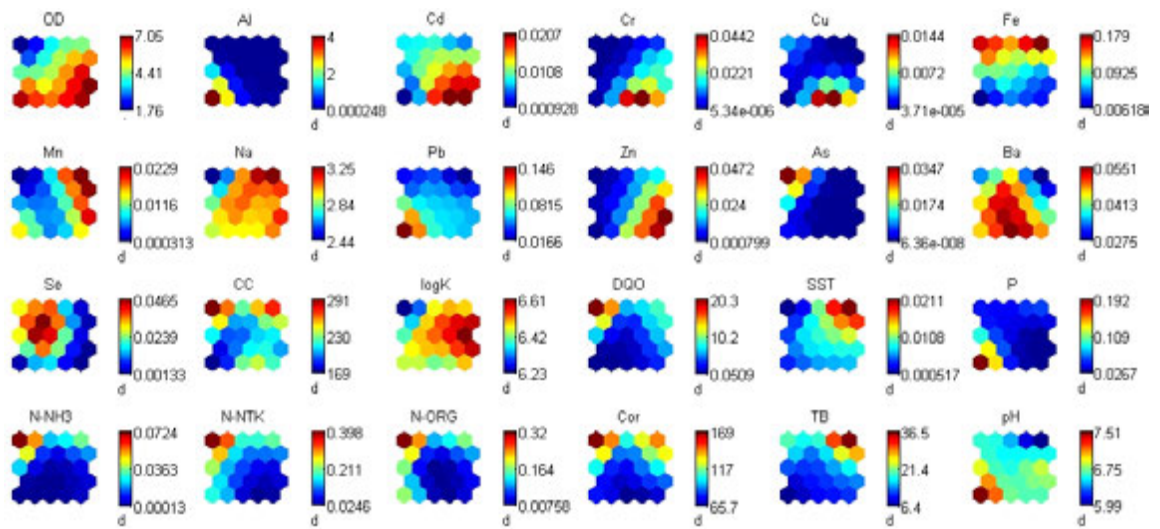 OD Al Cd Cr Cu Fe
7.05 4 0.0207 0.0442 0.0144 0.179
4.41 2 0.0108 0.0221 0.0072 0.0925
1.76 0.000248 0.000928 5.34e-006 3.71e-005
d d d d d
Mn Na Pb Zn As Ba
0.0229 3.25 0.146 0.0472 0.0347 0.0551
0.0116 2.84 0.0815 0.024 0.0174 0.0413
0.000313 2.44 0.0166 0.000799 6.36e-008 0.0275
d d d d d d
Se CC logK DQO SST P
0.0465 291 6.61 20.3 0.0211 0.192
0.0239 230 6.42 10.2 0.0108 0.109
0.00133 169 6.23 0.0509 0.000517 0.0267
d d d d d d
N-NH3 N-NTK N-ORG Cor TB pH
0.0724 0.398 0.32 169 36.5 7.51
0.0363 0.211 0.164 117 21.4 6.75
0.00013 0.0246 0.00758 65.7 6.4 5.99
d d d d d d